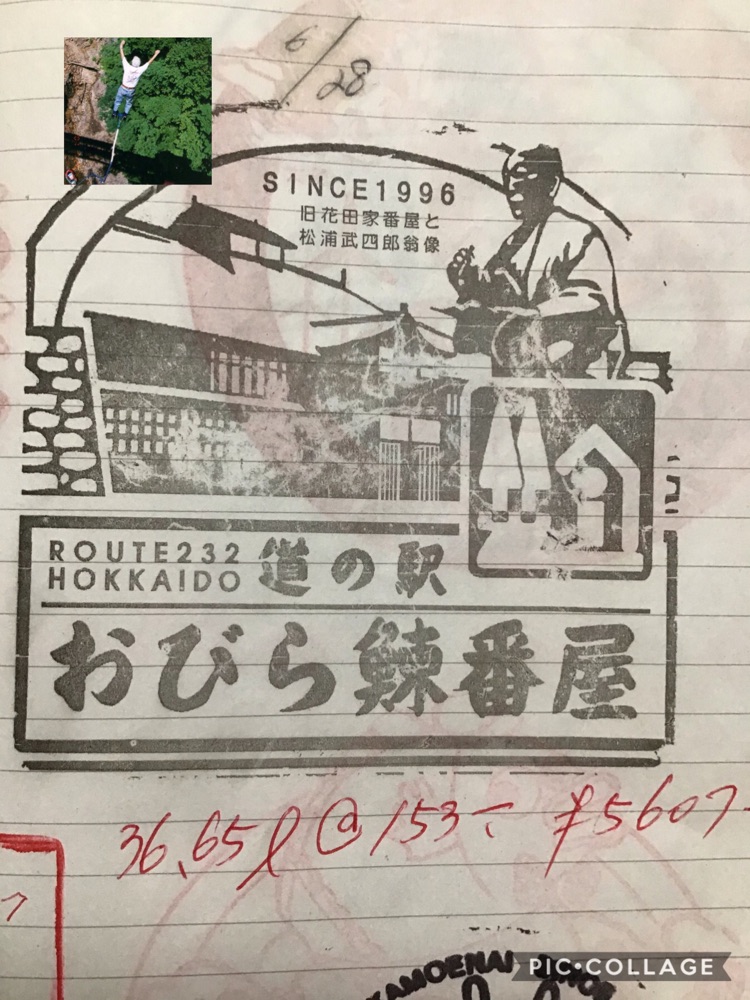 6/28
SINCE1996
旧花田家番屋と
松浦武四郎翁像
ROUTE232
HOKKAIDO
道の駅
おびら鰊番屋
36.65ℓ @153- ¥5607-
KAMOENAI
PIC•COLLAGE